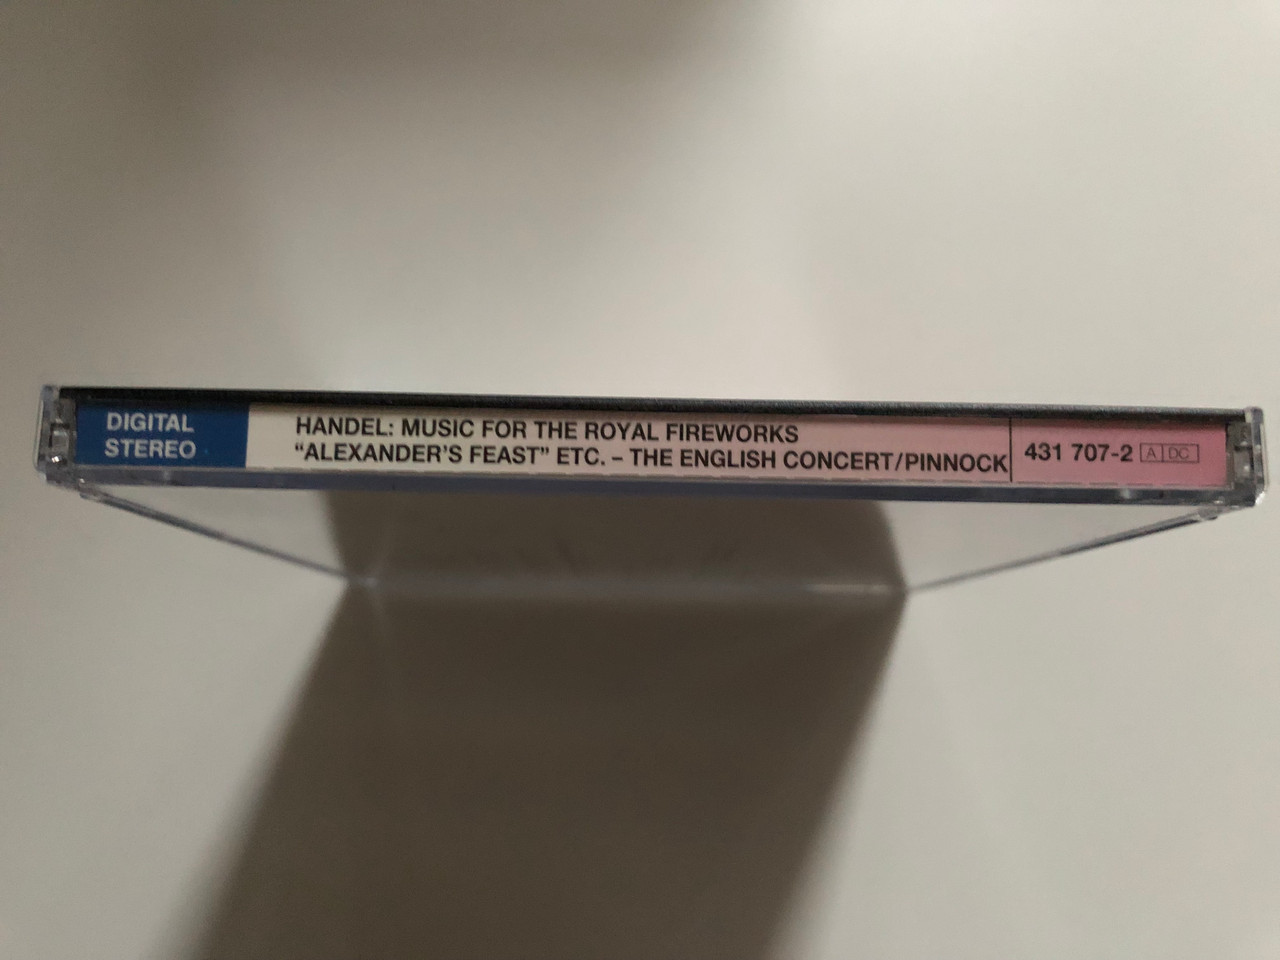 DIGITAL
STEREO
HANDEL: MUSIC FOR THE ROYAL FIREWORKS
“ALEXANDER’S FEAST” ETC. – THE ENGLISH CONCERT/PINNOCK
431 707-2 A DC